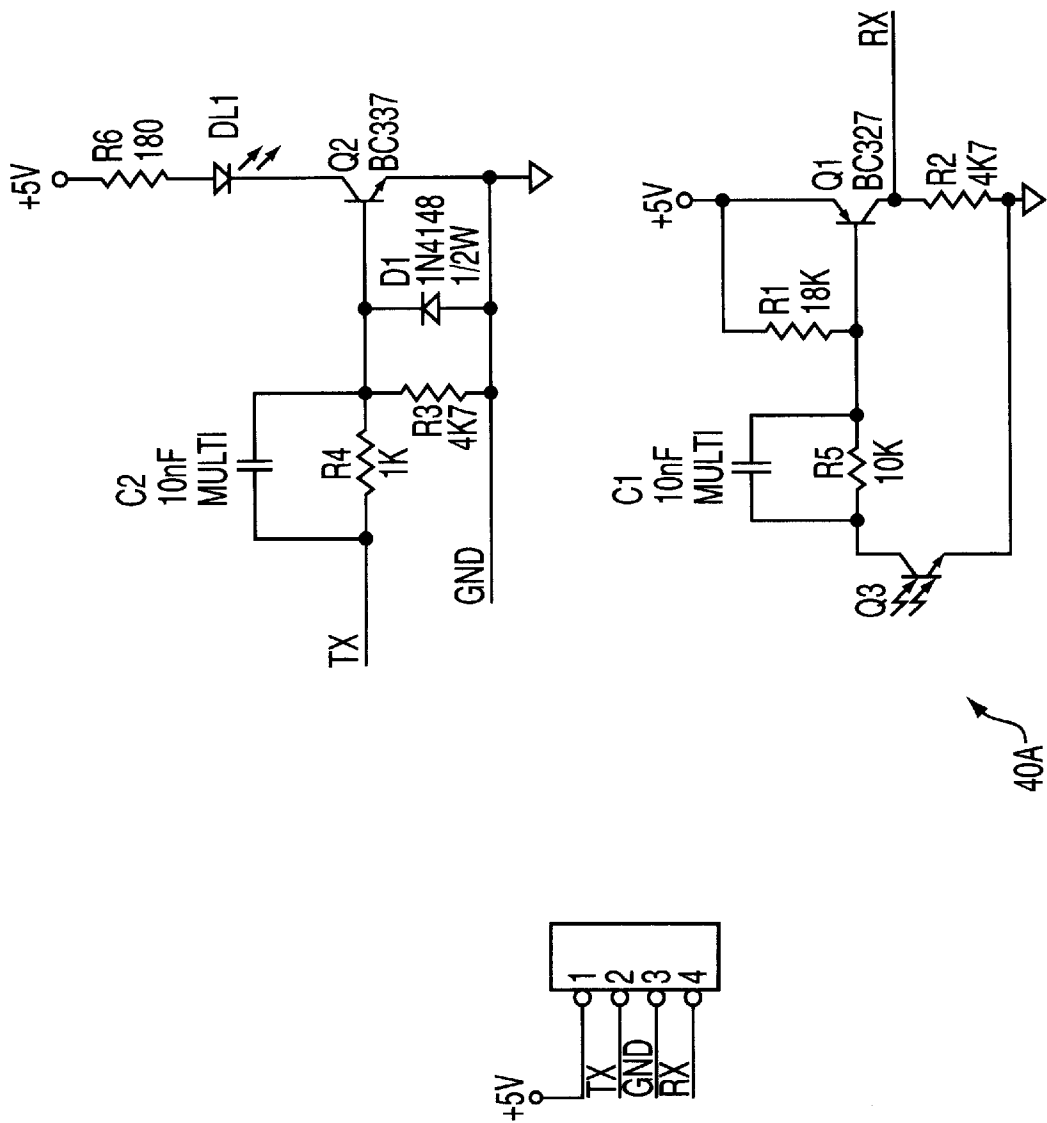 +5V
R6
180
DL1
Q2
BC337
D1
1N4148
1/2W
C2
10nF
MULTI
R4
1K
R3
4K7
TX
GND
+5V
Q1
BC327
RX
R2
4K7
R1
18K
C1
10nF
MULTI
R5
10K
Q3
40A
+5V
TX
GND
RX
1
2
3
4